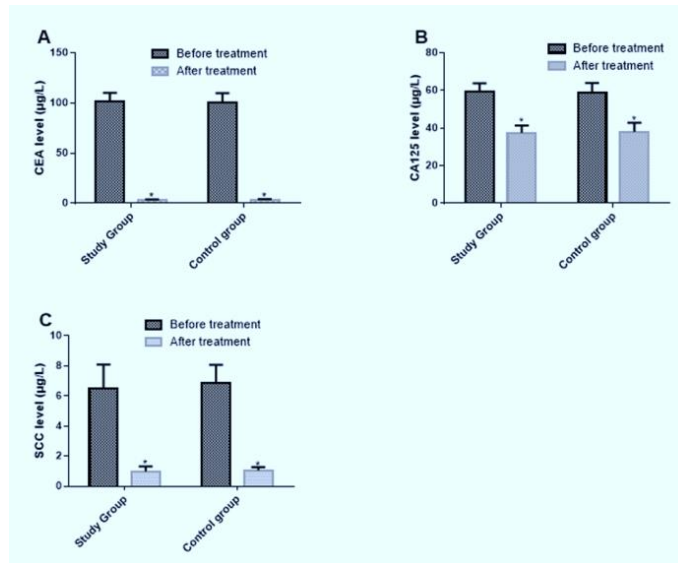 A
Before treatment
After treatment
CEA level (µg/L)
150
100
50
0
*
*
Study Group
Control group
B
Before treatment
After treatment
CA125 level (µg/L)
80
60
40
20
0
*
*
Study Group
Control group
C
Before treatment
After treatment
SCC level (µg/L)
10
8
6
4
2
0
*
*
Study Group
Control group